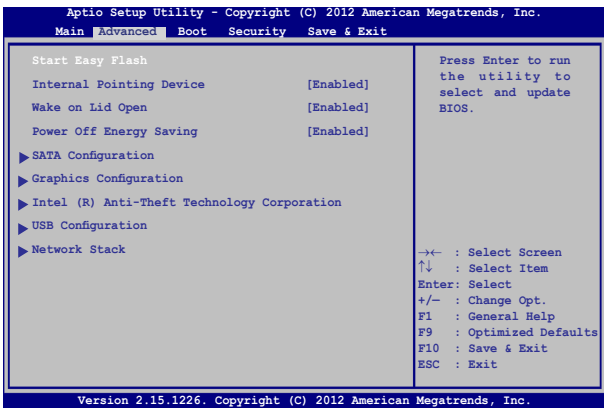 Aptio Setup Utility - Copyright (C) 2012 American Megatrends, Inc.
Main Advanced Boot Security Save & Exit
Start Easy Flash
Internal Pointing Device [Enabled]
Wake on Lid Open [Enabled]
Power Off Energy Saving [Enabled]
SATA Configuration
Graphics Configuration
Intel (R) Anti-Theft Technology Corporation
USB Configuration
Network Stack
Press Enter to run
the utility to
select and update
BIOS.
→← : Select Screen
↑↓ : Select Item
Enter: Select
+/— : Change Opt.
F1 : General Help
F9 : Optimized Defaults
F10 : Save & Exit
ESC : Exit
Version 2.15.1226. Copyright (C) 2012 American Megatrends, Inc.